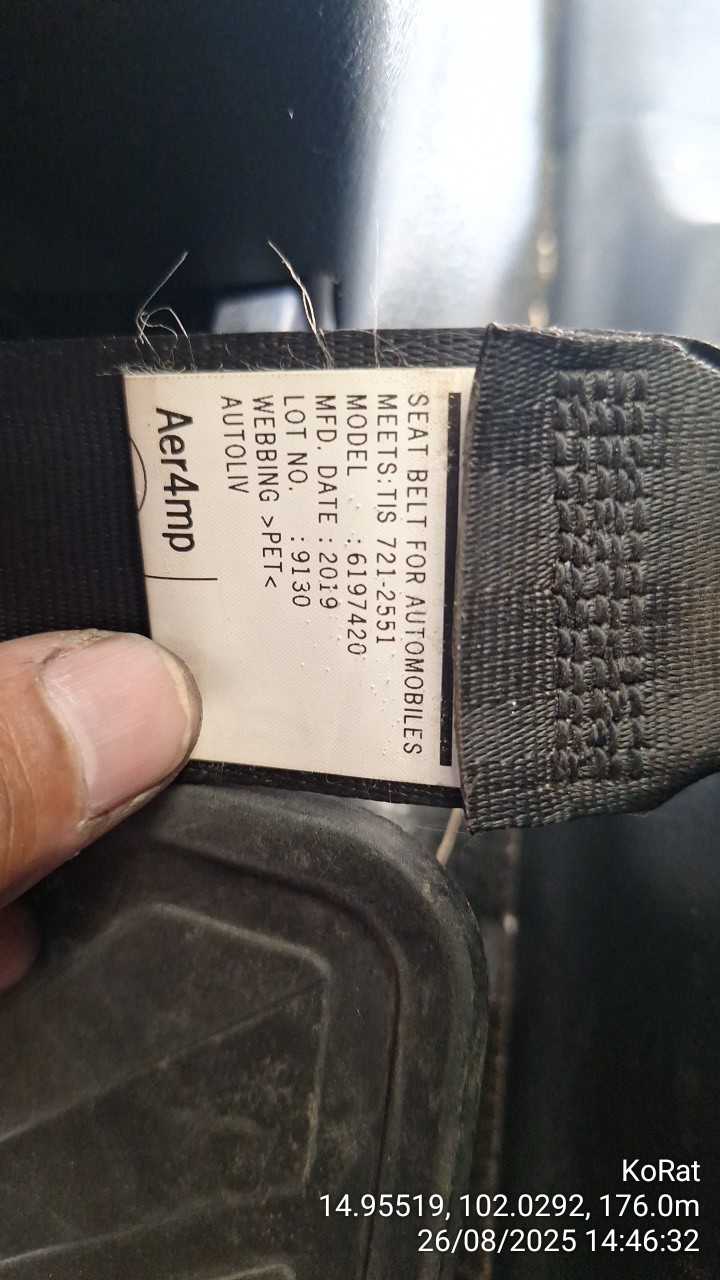 SEAT BELT FOR AUTOMOBILES
MEETS:TIS 721-2551
MODEL :6197420
MFD. DATE : 2019
LOT NO. :9130
WEBBING >PET<
AUTOLIV
Aer4mp
KoRat
14.95519, 102.0292, 176.0m
26/08/2025 14:46:32